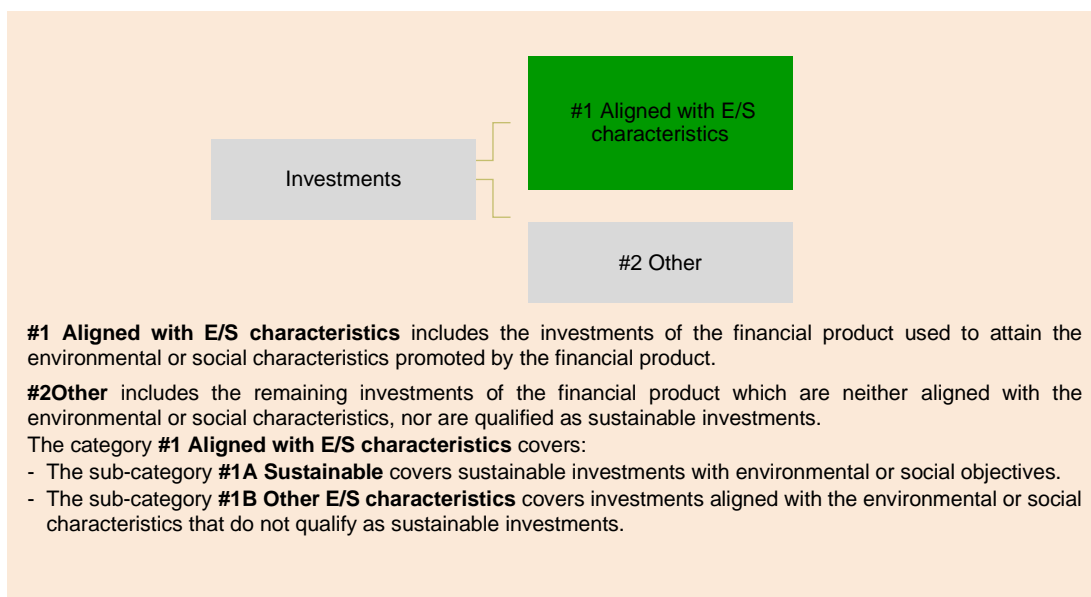 #1 Aligned with E/S
characteristics
Investments
#2 Other
#1 Aligned with E/S characteristics includes the investments of the financial product used to attain the
environmental or social characteristics promoted by the financial product.
#2Other includes the remaining investments of the financial product which are neither aligned with the
environmental or social characteristics, nor are qualified as sustainable investments.
The category #1 Aligned with E/S characteristics covers:
- The sub-category #1A Sustainable covers sustainable investments with environmental or social objectives.
- The sub-category #1B Other E/S characteristics covers investments aligned with the environmental or social
characteristics that do not qualify as sustainable investments.